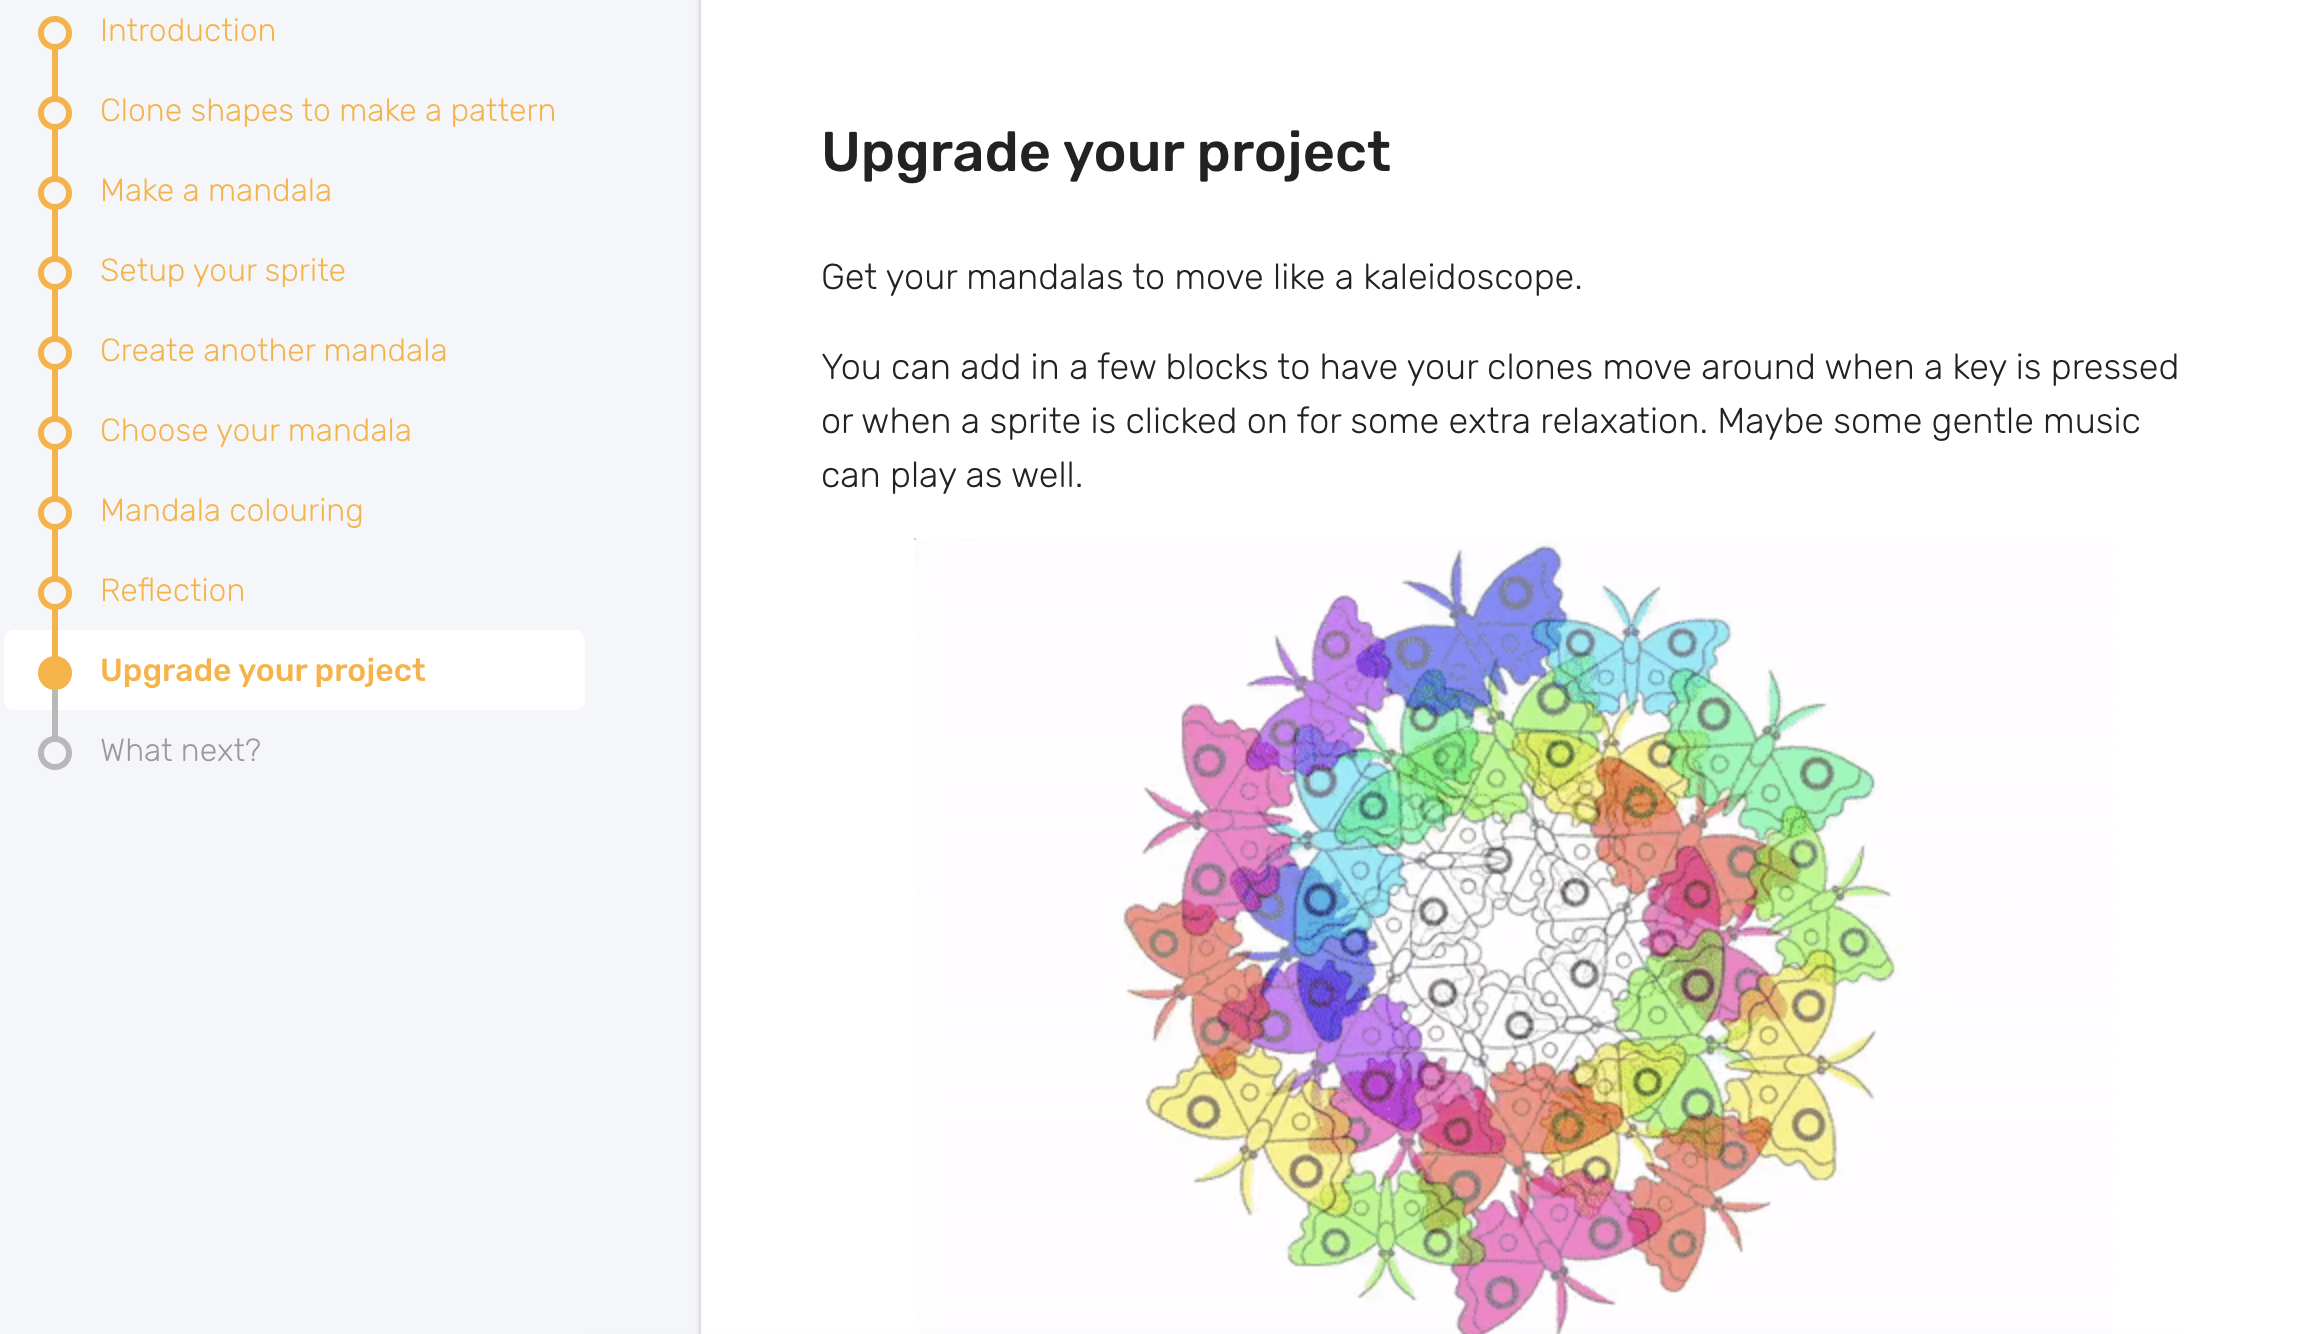 Introduction
Clone shapes to make a pattern
Make a mandala
Setup your sprite
Create another mandala
Choose your mandala
Mandala colouring
Reflection
Upgrade your project
What next?
Upgrade your project
Get your mandalas to move like a kaleidoscope.
You can add in a few blocks to have your clones move around when a key is pressed
or when a sprite is clicked on for some extra relaxation. Maybe some gentle music
can play as well.